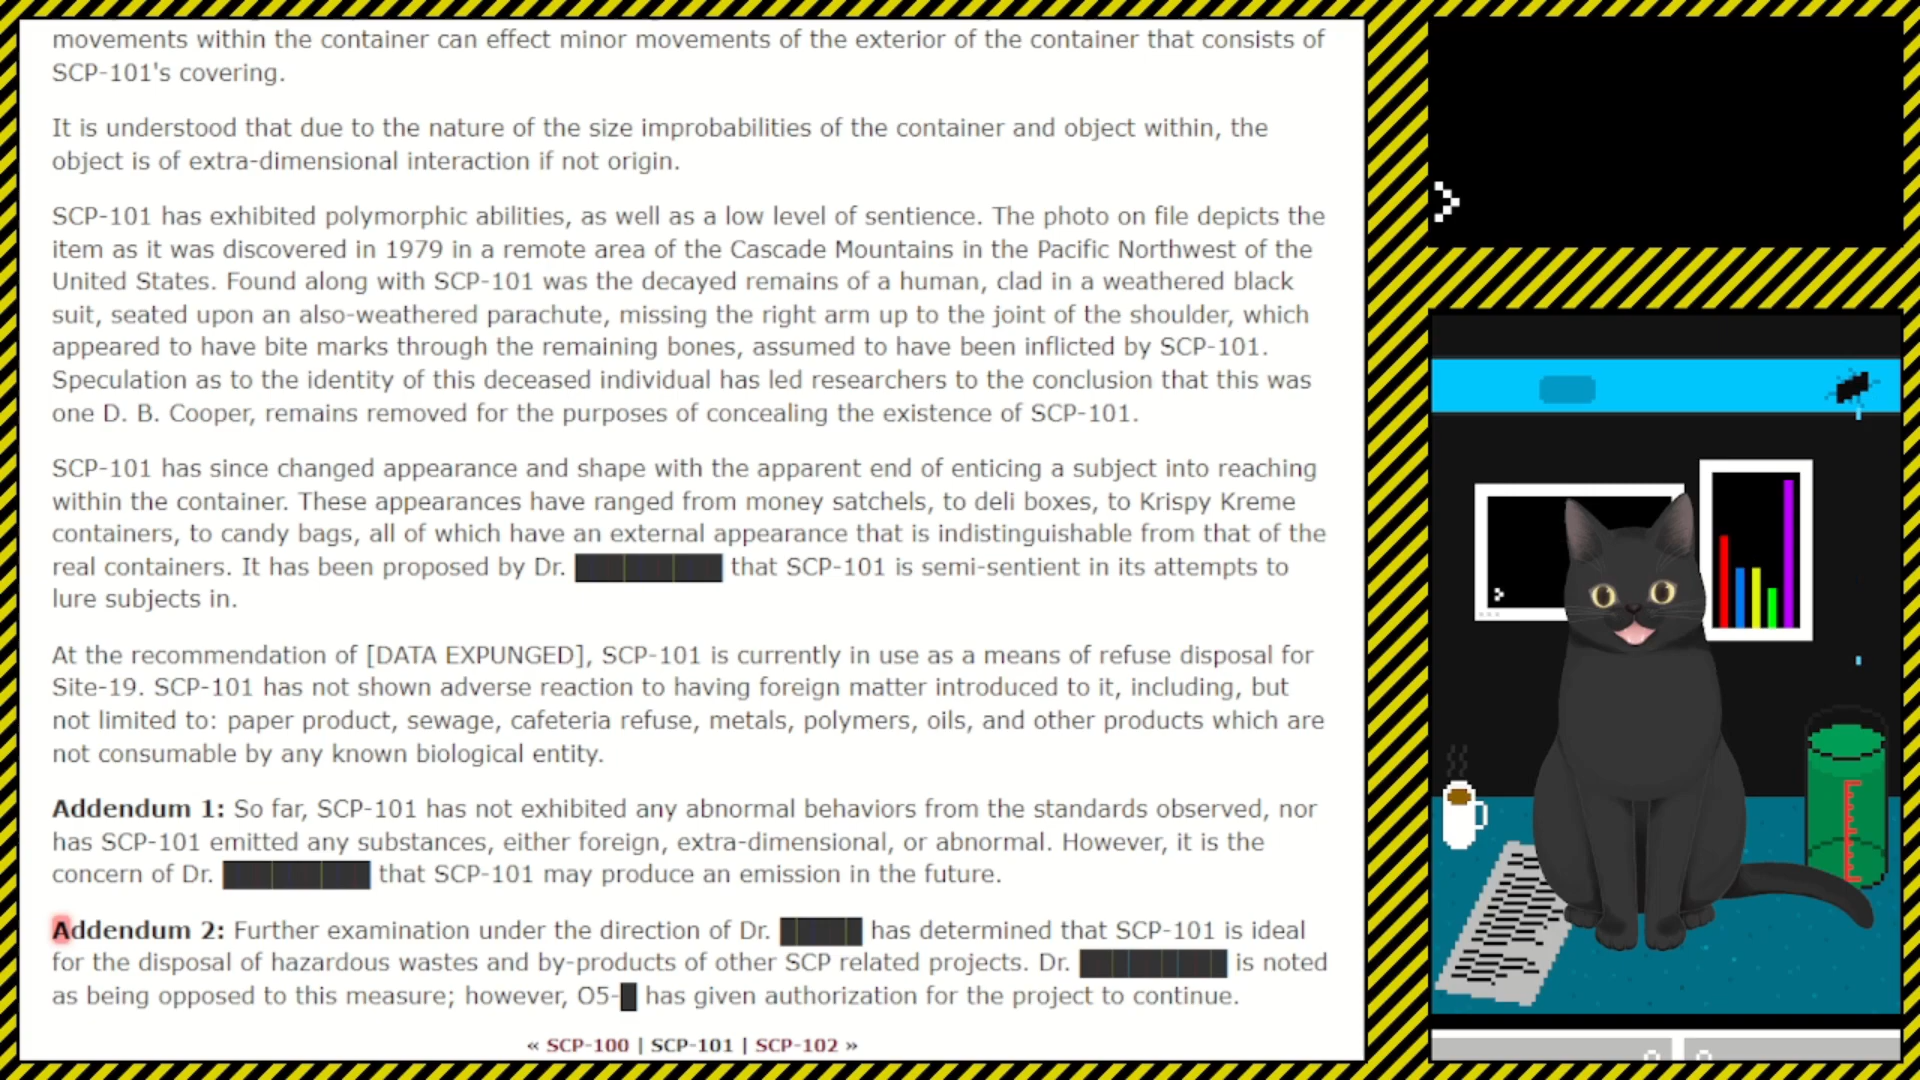 movements within the container can effect minor movements of the exterior of the container that consists of
SCP-101's covering.
It is understood that due to the nature of the size improbabilities of the container and object within, the
object is of extra-dimensional interaction if not origin.
SCP-101 has exhibited polymorphic abilities, as well as a low level of sentience. The photo on file depicts the
item as it was discovered in 1979 in a remote area of the Cascade Mountains in the Pacific Northwest of the
United States. Found along with SCP-101 was the decayed remains of a human, clad in a weathered black
suit, seated upon an also-weathered parachute, missing the right arm up to the joint of the shoulder, which
appeared to have bite marks through the remaining bones, assumed to have been inflicted by SCP-101.
Speculation as to the identity of this deceased individual has led researchers to the conclusion that this was
one D. B. Cooper, remains removed for the purposes of concealing the existence of SCP-101.
SCP-101 has since changed appearance and shape with the apparent end of enticing a subject into reaching
within the container. These appearances have ranged from money satchels, to deli boxes, to Krispy Kreme
containers, to candy bags, all of which have an external appearance that is indistinguishable from that of the
real containers. It has been proposed by Dr. █████████ that SCP-101 is semi-sentient in its attempts to
lure subjects in.
At the recommendation of [DATA EXPUNGED], SCP-101 is currently in use as a means of refuse disposal for
Site-19. SCP-101 has not shown adverse reaction to having foreign matter introduced to it, including, but
not limited to: paper product, sewage, cafeteria refuse, metals, polymers, oils, and other products which are
not consumable by any known biological entity.
Addendum 1: So far, SCP-101 has not exhibited any abnormal behaviors from the standards observed, nor
has SCP-101 emitted any substances, either foreign, extra-dimensional, or abnormal. However, it is the
concern of Dr. █████████ that SCP-101 may produce an emission in the future.
Addendum 2: Further examination under the direction of Dr. █████ has determined that SCP-101 is ideal
for the disposal of hazardous wastes and by-products of other SCP related projects. Dr. █████████ is noted
as being opposed to this measure; however, O5-█ has given authorization for the project to continue.
« SCP-100 | SCP-101 | SCP-102 »